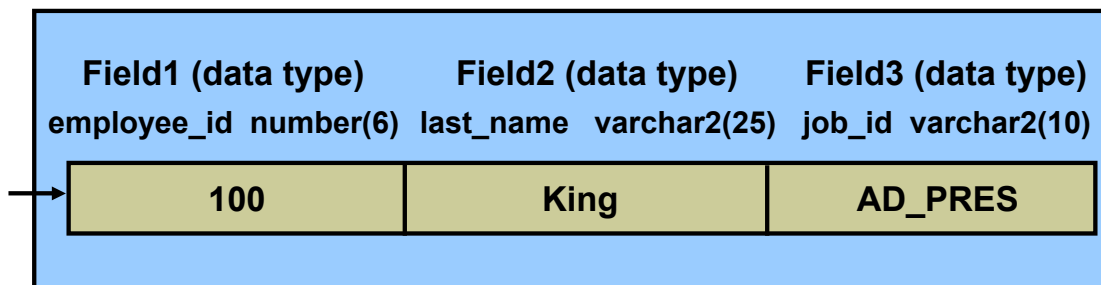 Field1 (data type) Field2 (data type) Field3 (data type)
employee_id number(6) last_name varchar2(25) job_id varchar2(10)
100 King AD_PRES